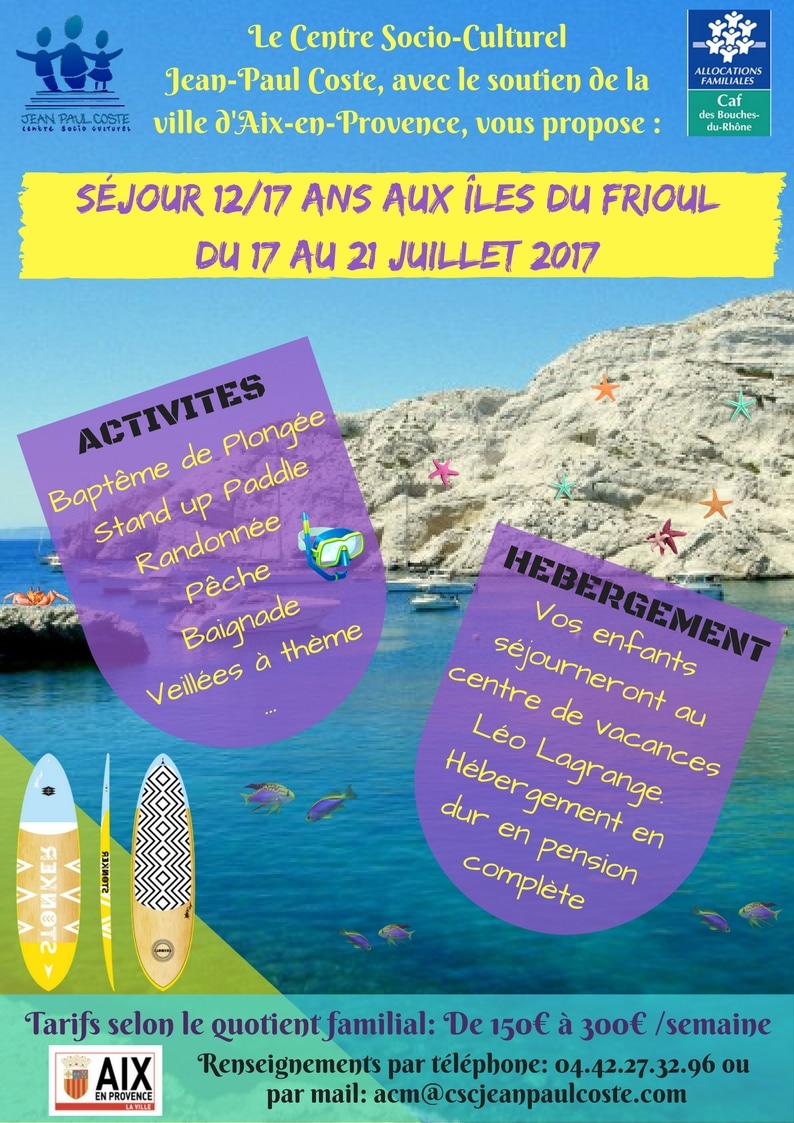 JEAN PAUL COSTE
centre socio culturel
Le Centre Socio-Culturel
Jean-Paul Coste, avec le soutien de la
ville d'Aix-en-Provence, vous propose :
ALLOCATIONS
FAMILIALES
Caf
des Bouches-
du-Rhône
SÉJOUR 12/17 ANS AUX ÎLES DU FRIOUL
DU 17 AU 21 JUILLET 2017
ACTIVITES
Baptême de Plongée
Stand up Paddle
Randonnée
Pêche
Baignade
Veillées à thème
...
HEBERGEMENT
Vos enfants
séjourneront au
centre de vacances
Léo Lagrange.
Hébergement en
dur en pension
complète
STONKER
STONKER
Tarifs selon le quotient familial: De 150€ à 300€ /semaine
AIX
EN PROVENCE
LA VILLE
Renseignements par téléphone: 04.42.27.32.96 ou
par mail: acm@cscjeanpaulcoste.com